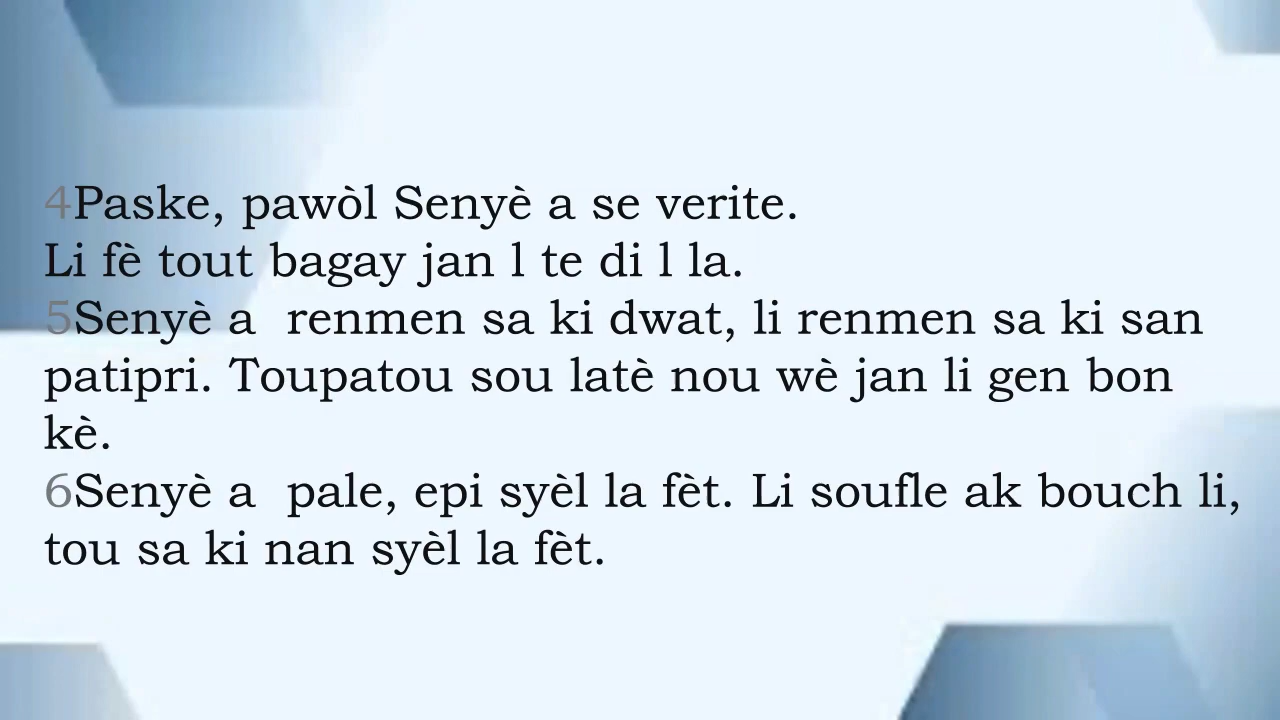 4Paske, pawòl Senyè a se verite.
Li fè tout bagay jan l te di l la.
5Senyè a  renmen sa ki dwat, li renmen sa ki san
patipri. Toupatou sou latè nou wè jan li gen bon
kè.
6Senyè a  pale, epi syèl la fèt. Li soufle ak bouch li,
tou sa ki nan syèl la fèt.